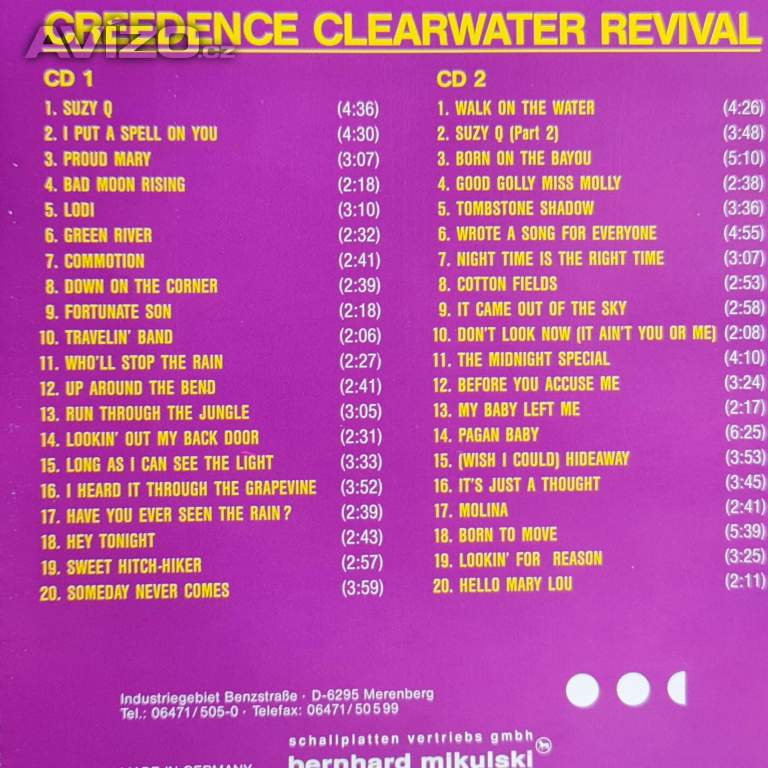 CREEDENCE CLEARWATER REVIVAL
AVIZO.cz
CD 1
1. SUZY Q (4:36)
2. I PUT A SPELL ON YOU (4:30)
3. PROUD MARY (3:07)
4. BAD MOON RISING (2:18)
5. LODI (3:10)
6. GREEN RIVER (2:32)
7. COMMOTION (2:41)
8. DOWN ON THE CORNER (2:39)
9. FORTUNATE SON (2:18)
10. TRAVELIN' BAND (2:06)
11. WHO'LL STOP THE RAIN (2:27)
12. UP AROUND THE BEND (2:41)
13. RUN THROUGH THE JUNGLE (3:05)
14. LOOKIN' OUT MY BACK DOOR (2:31)
15. LONG AS I CAN SEE THE LIGHT (3:33)
16. I HEARD IT THROUGH THE GRAPEVINE (3:52)
17. HAVE YOU EVER SEEN THE RAIN? (2:39)
18. HEY TONIGHT (2:43)
19. SWEET HITCH-HIKER (2:57)
20. SOMEDAY NEVER COMES (3:59)
CD 2
1. WALK ON THE WATER (4:26)
2. SUZY Q (Part 2) (3:48)
3. BORN ON THE BAYOU (5:10)
4. GOOD GOLLY MISS MOLLY (2:38)
5. TOMBSTONE SHADOW (3:36)
6. WROTE A SONG FOR EVERYONE (4:55)
7. NIGHT TIME IS THE RIGHT TIME (3:07)
8. COTTON FIELDS (2:53)
9. IT CAME OUT OF THE SKY (2:58)
10. DON'T LOOK NOW (IT AIN'T YOU OR ME) (2:08)
11. THE MIDNIGHT SPECIAL (4:10)
12. BEFORE YOU ACCUSE ME (3:24)
13. MY BABY LEFT ME (2:17)
14. PAGAN BABY (6:25)
15. (WISH I COULD) HIDEAWAY (3:53)
16. IT'S JUST A THOUGHT (3:45)
17. MOLINA (2:41)
18. BORN TO MOVE (5:39)
19. LOOKIN' FOR REASON (3:25)
20. HELLO MARY LOU (2:11)
Industriegebiet Benzstraße · D-6295 Merenberg
Tel.: 06471/505-0 · Telefax: 06471/50599
schallplatten vertriebs gmbh
bernhard mikulski
MADE IN GERMANY